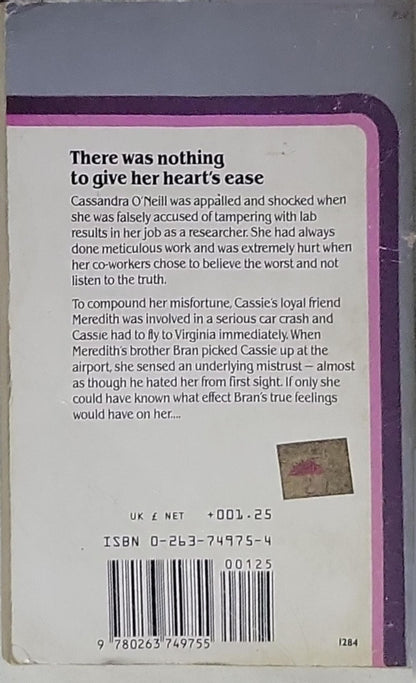 There was nothing
to give her heart's ease
Cassandra O'Neill was appalled and shocked when
she was falsely accused of tampering with lab
results in her job as a researcher. She had always
done meticulous work and was extremely hurt when
her co-workers chose to believe the worst and not
listen to the truth.
To compound her misfortune, Cassie's loyal friend
Meredith was involved in a serious car crash and
Cassie had to fly to Virginia immediately. When
Meredith's brother Bran picked Cassie up at the
airport, she sensed an underlying mistrust — almost
as though he hated her from first sight. If only she
could have known what effect Bran's true feelings
would have on her....
UK £ NET +001.25
ISBN 0-263-74975-4
00125
9 780263 749755
1284